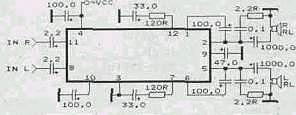 100.0 VCC 33.0 120R 100.0 2.2R
4 12 1
IN R 2.2 11 2 0.1 RL
9 1000.0
IN L 2.2 8 5 47.0 0.1 RL
10 3 7 6 1000.0
100.0 33.0 120R 100.0 2.2R